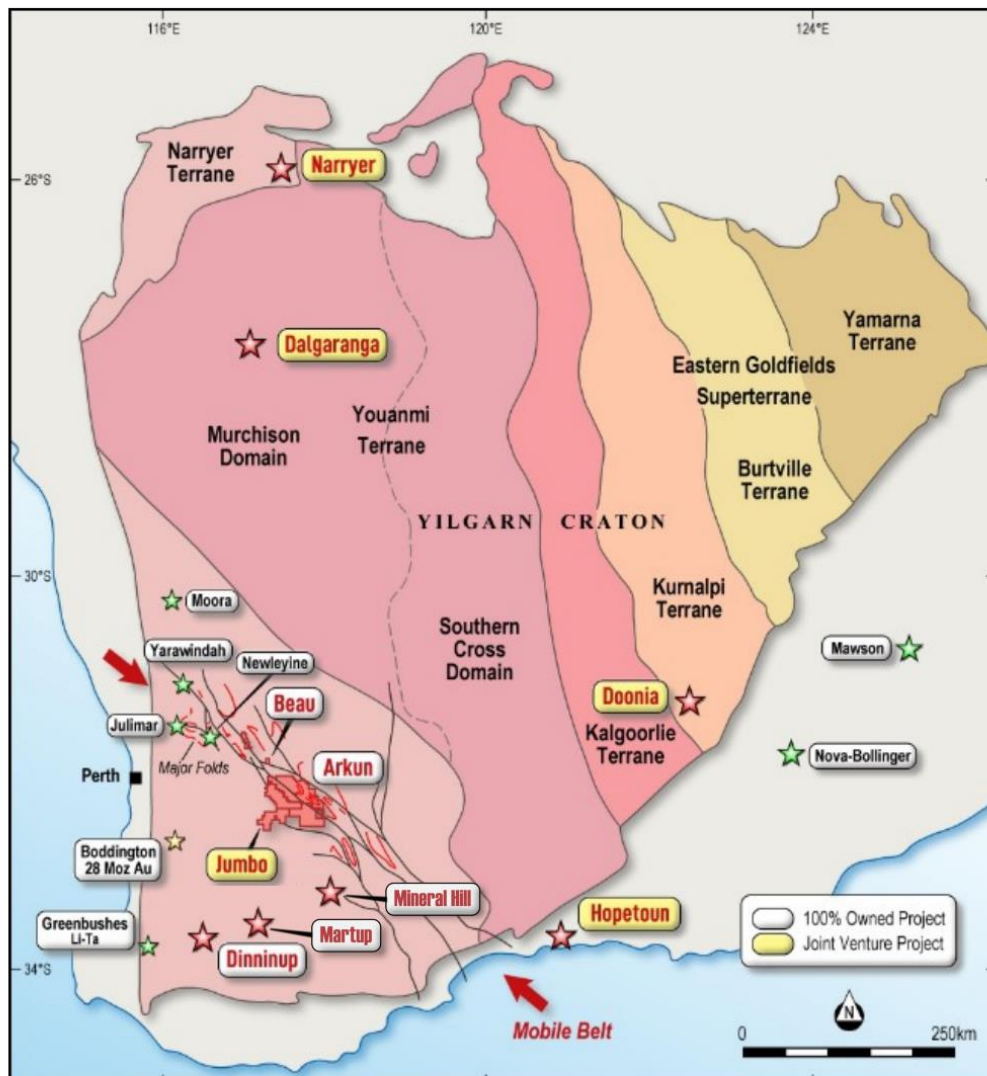 116°E
120°E
124°E
Narryer
Terrane
Narryer
26°S
Dalgaranga
Yamarna
Terrane
Eastern Goldfields
Superterrane
Youanmi
Terrane
Murchison
Domain
Burtville
Terrane
YILGARN CRATON
30°S
Kurnalpi
Terrane
Moora
Southern
Cross
Domain
Yarawindah
Newleyine
Mawson
Beau
Doonia
Julimar
Kalgoorlie
Terrane
Nova-Bollinger
Major Folds
Arkun
Perth
Boddington
28 Moz Au
Jumbo
Mineral Hill
Greenbushes
Li-Ta
Martup
Hopetoun
100% Owned Project
Joint Venture Project
Dinninup
34°S
N
Mobile Belt
0
250km